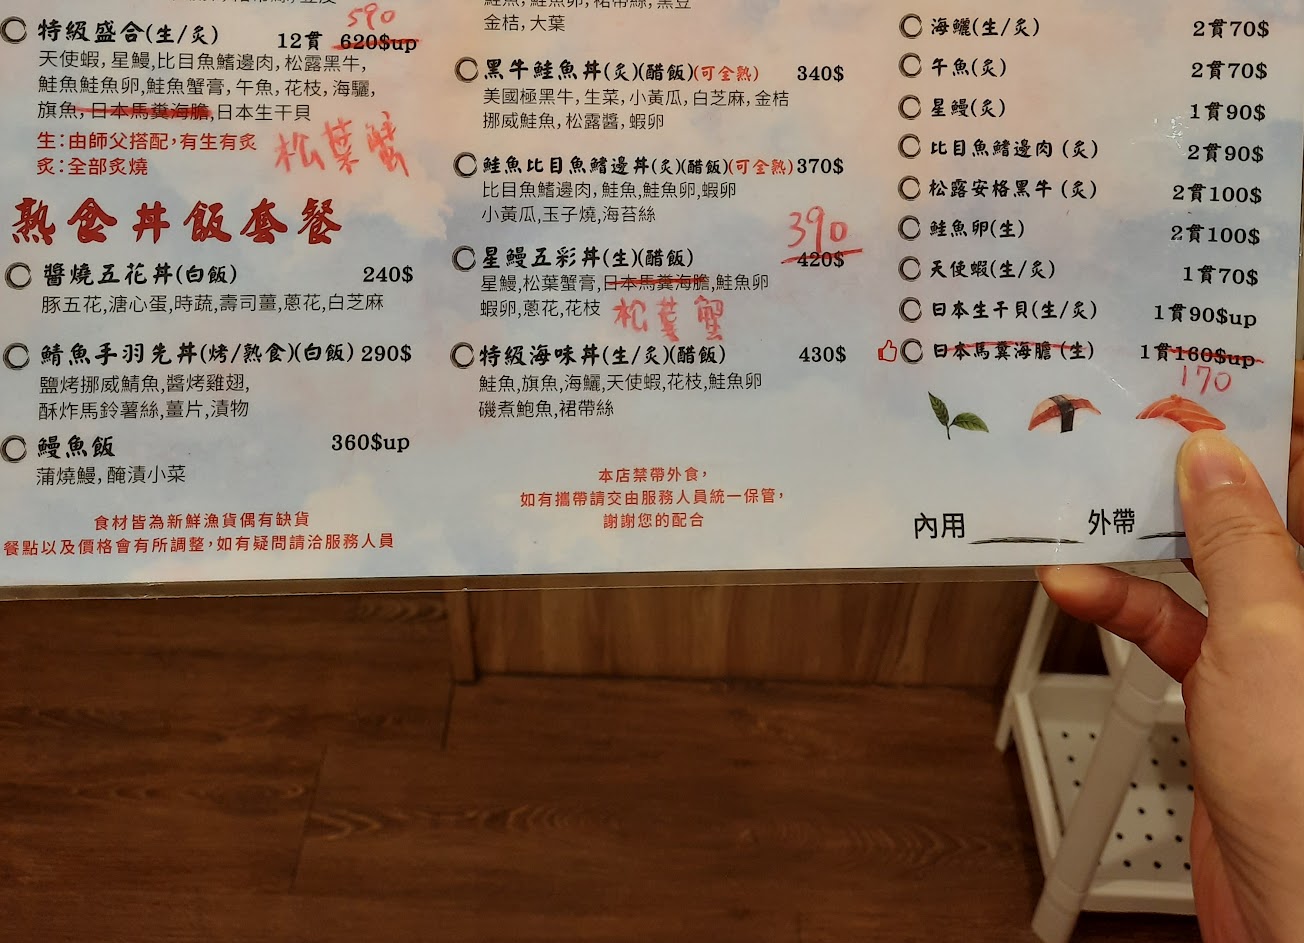 特級盛合(生/炙) 12貫 620$up
590
天使蝦,星鰻,比目魚鰭邊肉,松露黑牛,
鮭魚鮭魚卵,鮭魚蟹膏,午魚,花枝,海鱺,
旗魚,日本馬糞海膽,日本生干貝
松葉蟹
生:由師父搭配,有生有炙
炙:全部炙燒
熟食丼飯套餐
醬燒五花丼(白飯) 240$
豚五花,溏心蛋,時蔬,壽司薑,蔥花,白芝麻
鯖魚手羽先丼(烤/熟食)(白飯) 290$
鹽烤挪威鯖魚,醬烤雞翅,
酥炸馬鈴薯絲,薑片,漬物
鰻魚飯 360$up
蒲燒鰻,醃漬小菜
食材皆為新鮮漁貨偶有缺貨
餐點以及價格會有所調整,如有疑問請洽服務人員
金桔,大葉
黑牛鮭魚丼(炙)(醋飯)(可全熟) 340$
美國極黑牛,生菜,小黃瓜,白芝麻,金桔
挪威鮭魚,松露醬,蝦卵
鮭魚比目魚鰭邊丼(炙)(醋飯)(可全熟) 370$
比目魚鰭邊肉,鮭魚,鮭魚卵,蝦卵
小黃瓜,玉子燒,海苔絲
390
星鰻五彩丼(生)(醋飯) 420$
星鰻,松葉蟹膏,日本馬糞海膽,鮭魚卵
蝦卵,蔥花,花枝
松葉蟹
特級海味丼(生/炙)(醋飯) 430$
鮭魚,旗魚,海鱺,天使蝦,花枝,鮭魚卵
磯煮鮑魚,裙帶絲
本店禁帶外食,
如有攜帶請交由服務人員統一保管,
謝謝您的配合
海鱺(生/炙) 2貫70$
午魚(炙) 2貫70$
星鰻(炙) 1貫90$
比目魚鰭邊肉(炙) 2貫90$
松露安格黑牛(炙) 2貫100$
鮭魚卵(生) 2貫100$
天使蝦(生/炙) 1貫70$
日本生干貝(生/炙) 1貫90$up
日本馬糞海膽(生) 1貫160$up
170
內用 外帶